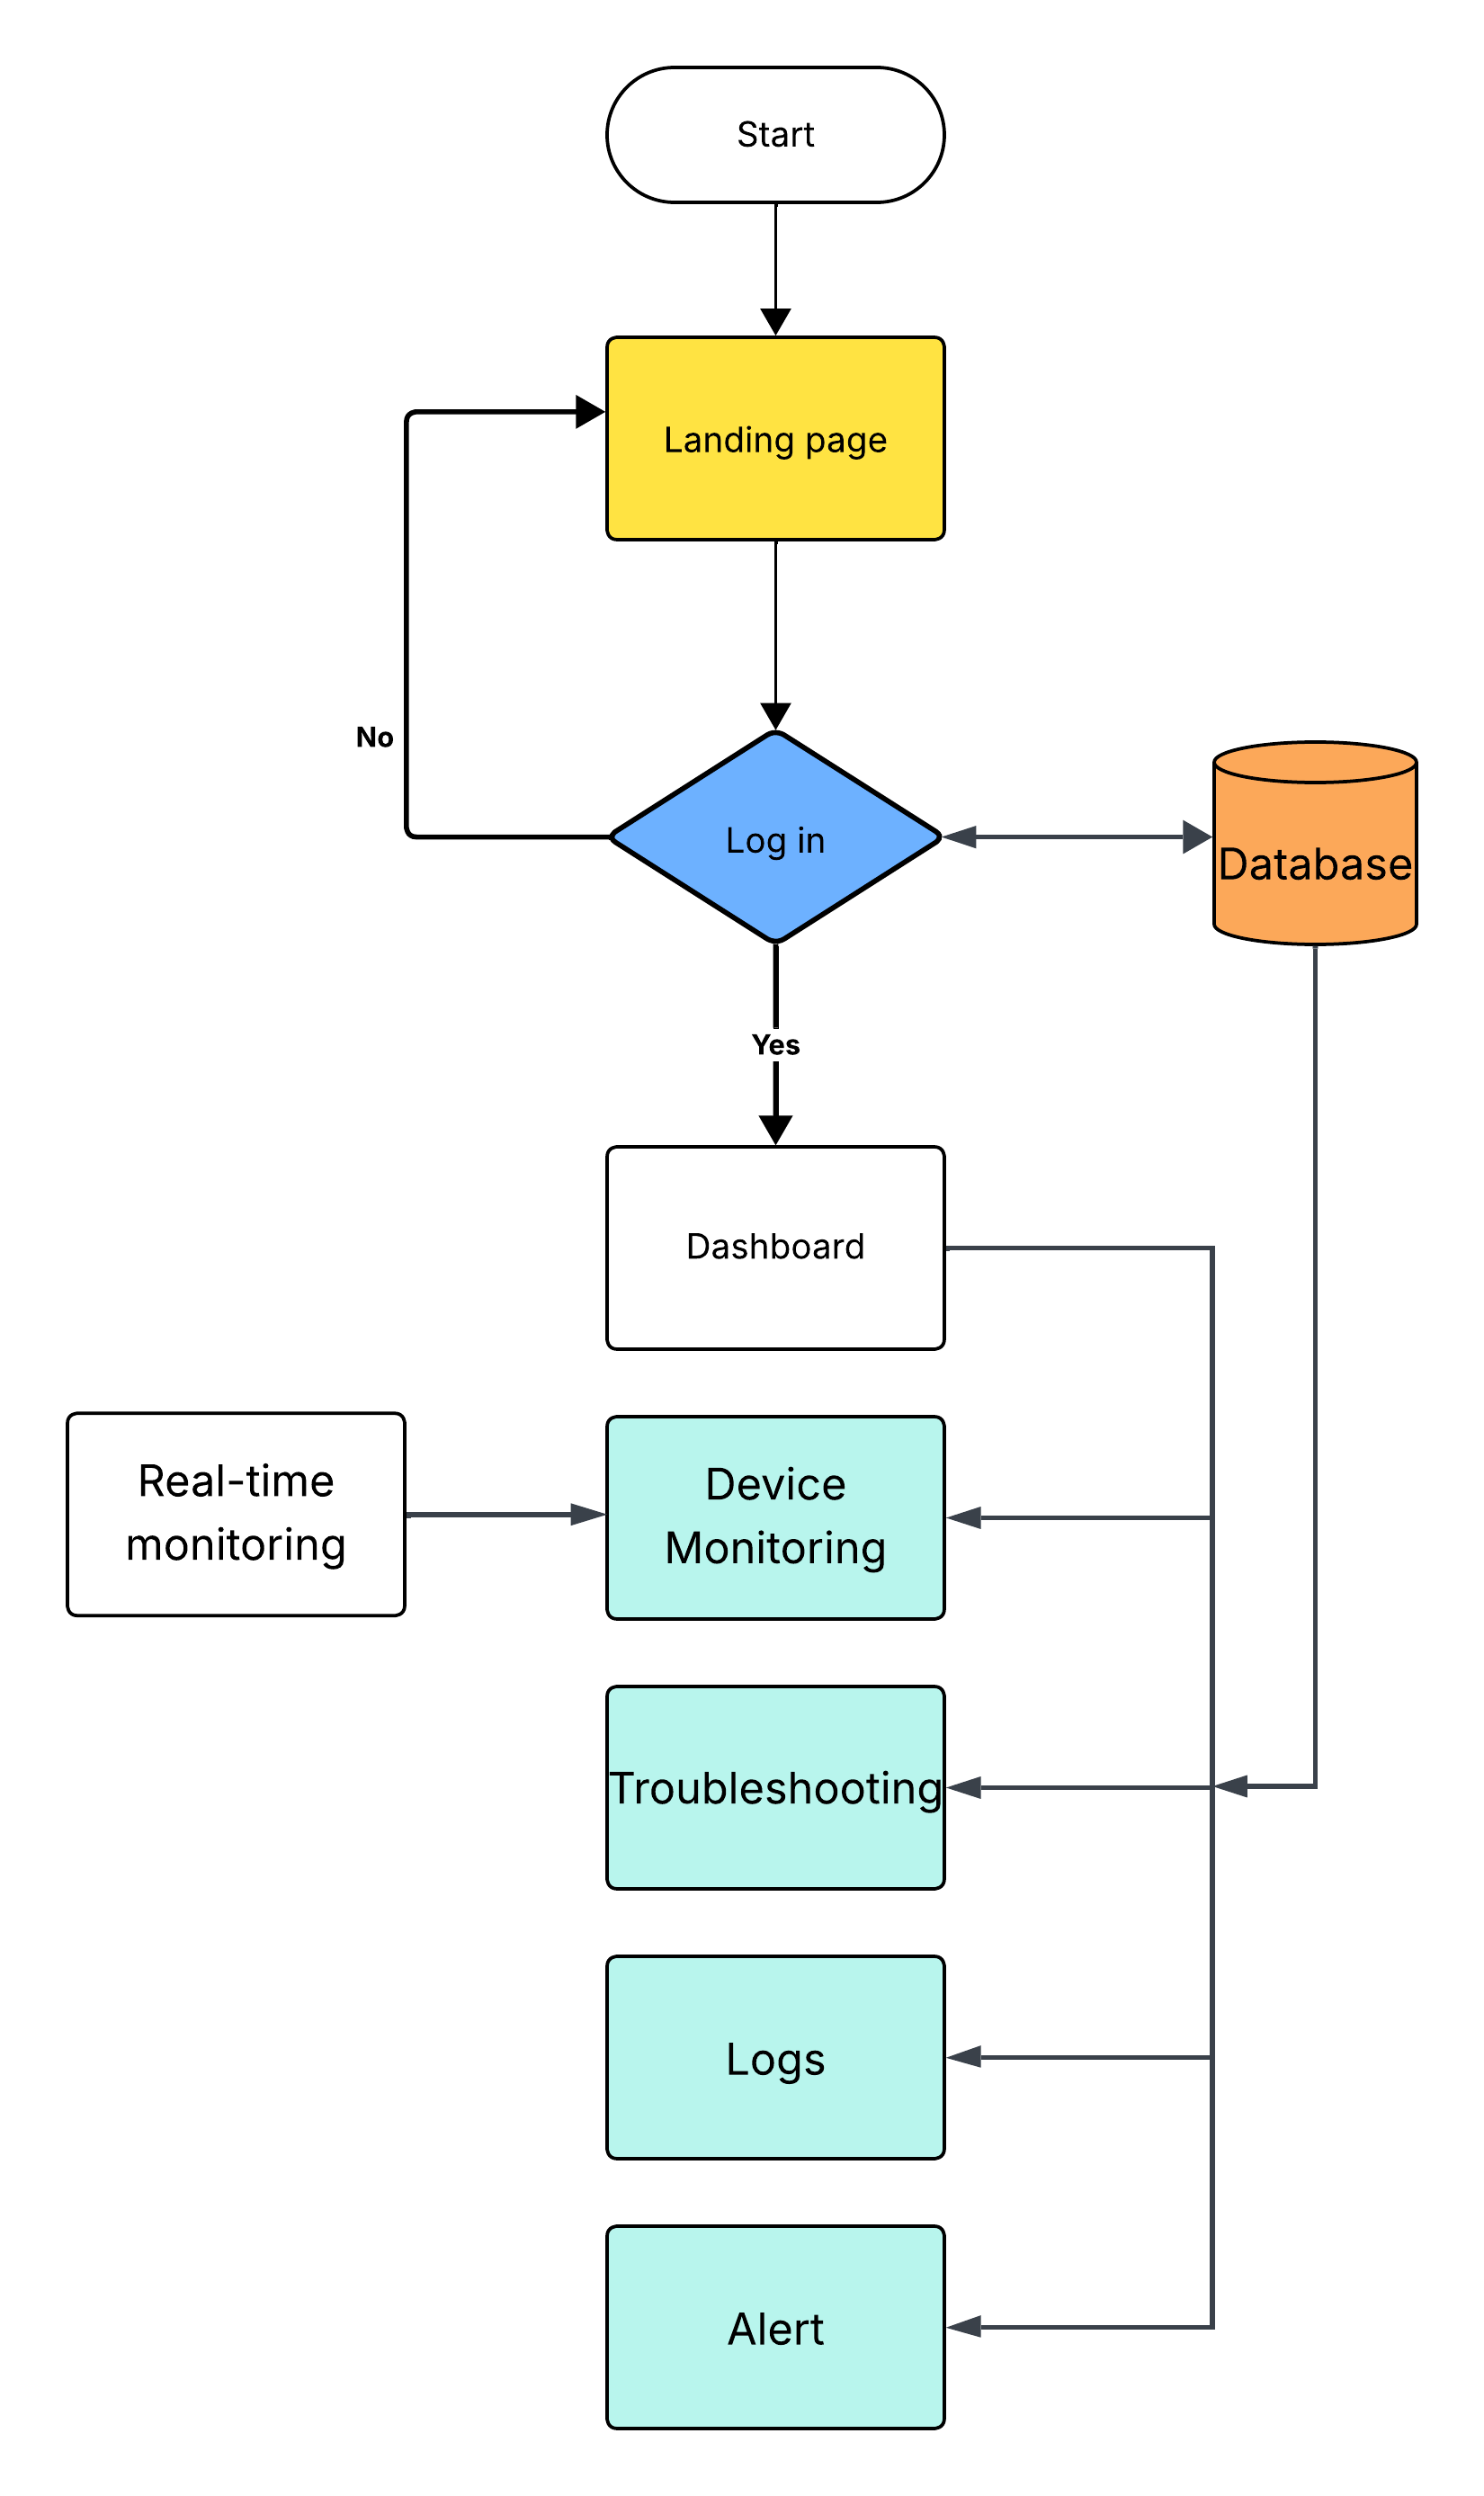 Start
Landing page
No
Log in
Database
Yes
Dashboard
Real-time
monitoring
Device
Monitoring
Troubleshooting
Logs
Alert